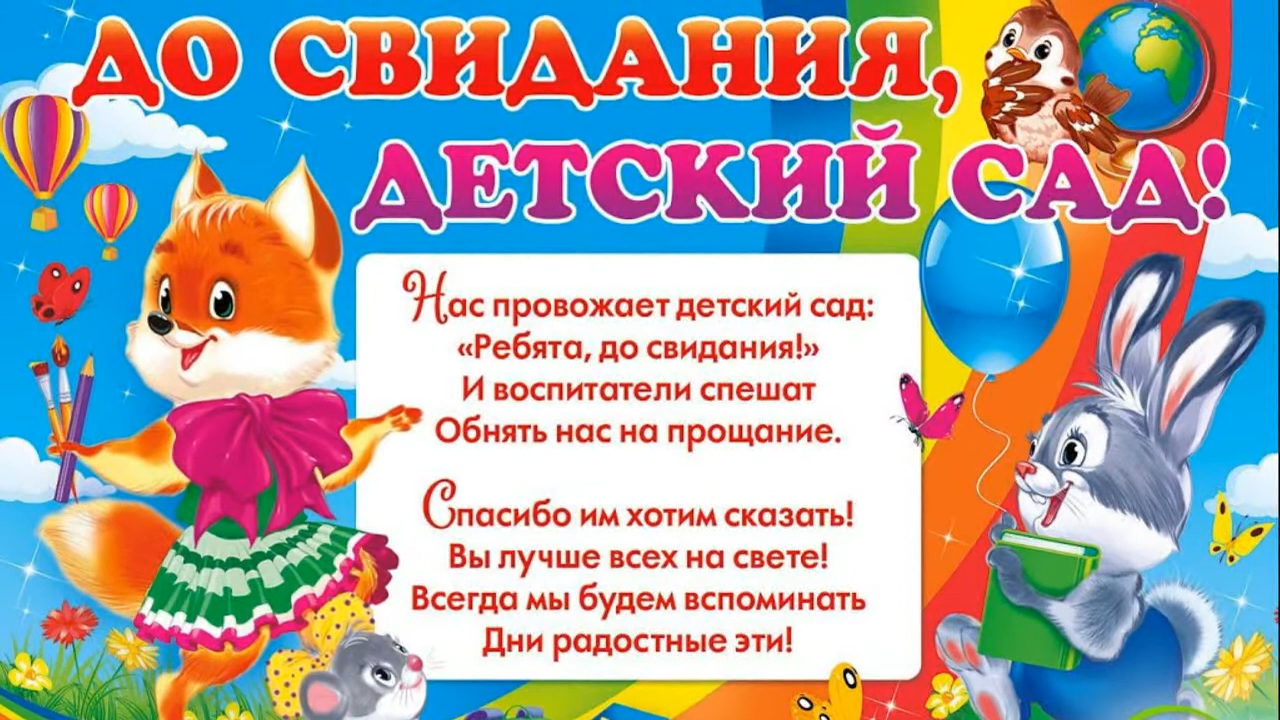 ДО СВИДАНИЯ,
ДЕТСКИЙ САД!
Нас провожает детский сад:
«Ребята, до свидания!»
И воспитатели спешат
Обнять нас на прощание.
Спасибо им хотим сказать!
Вы лучше всех на свете!
Всегда мы будем вспоминать
Дни радостные эти!